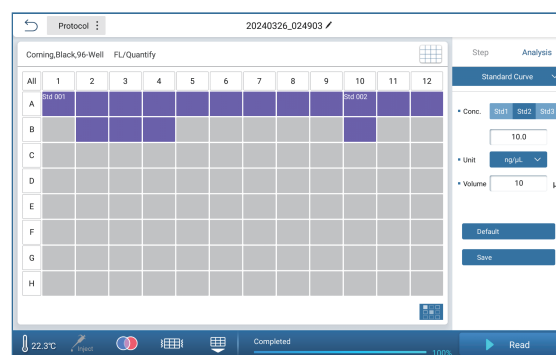 Protocol
20240326_024903
Corning,Black,96-Well FL/Quantify
Step Analysis
Standard Curve
All 1 2 3 4 5 6 7 8 9 10 11 12
A Std 001 Std 002
B
C
D
E
F
G
H
Conc. Std1 Std2 Std3
10.0
Unit ng/μL
Volume 10 μ
Default
Save
22.3°C Inject Completed 100% Read